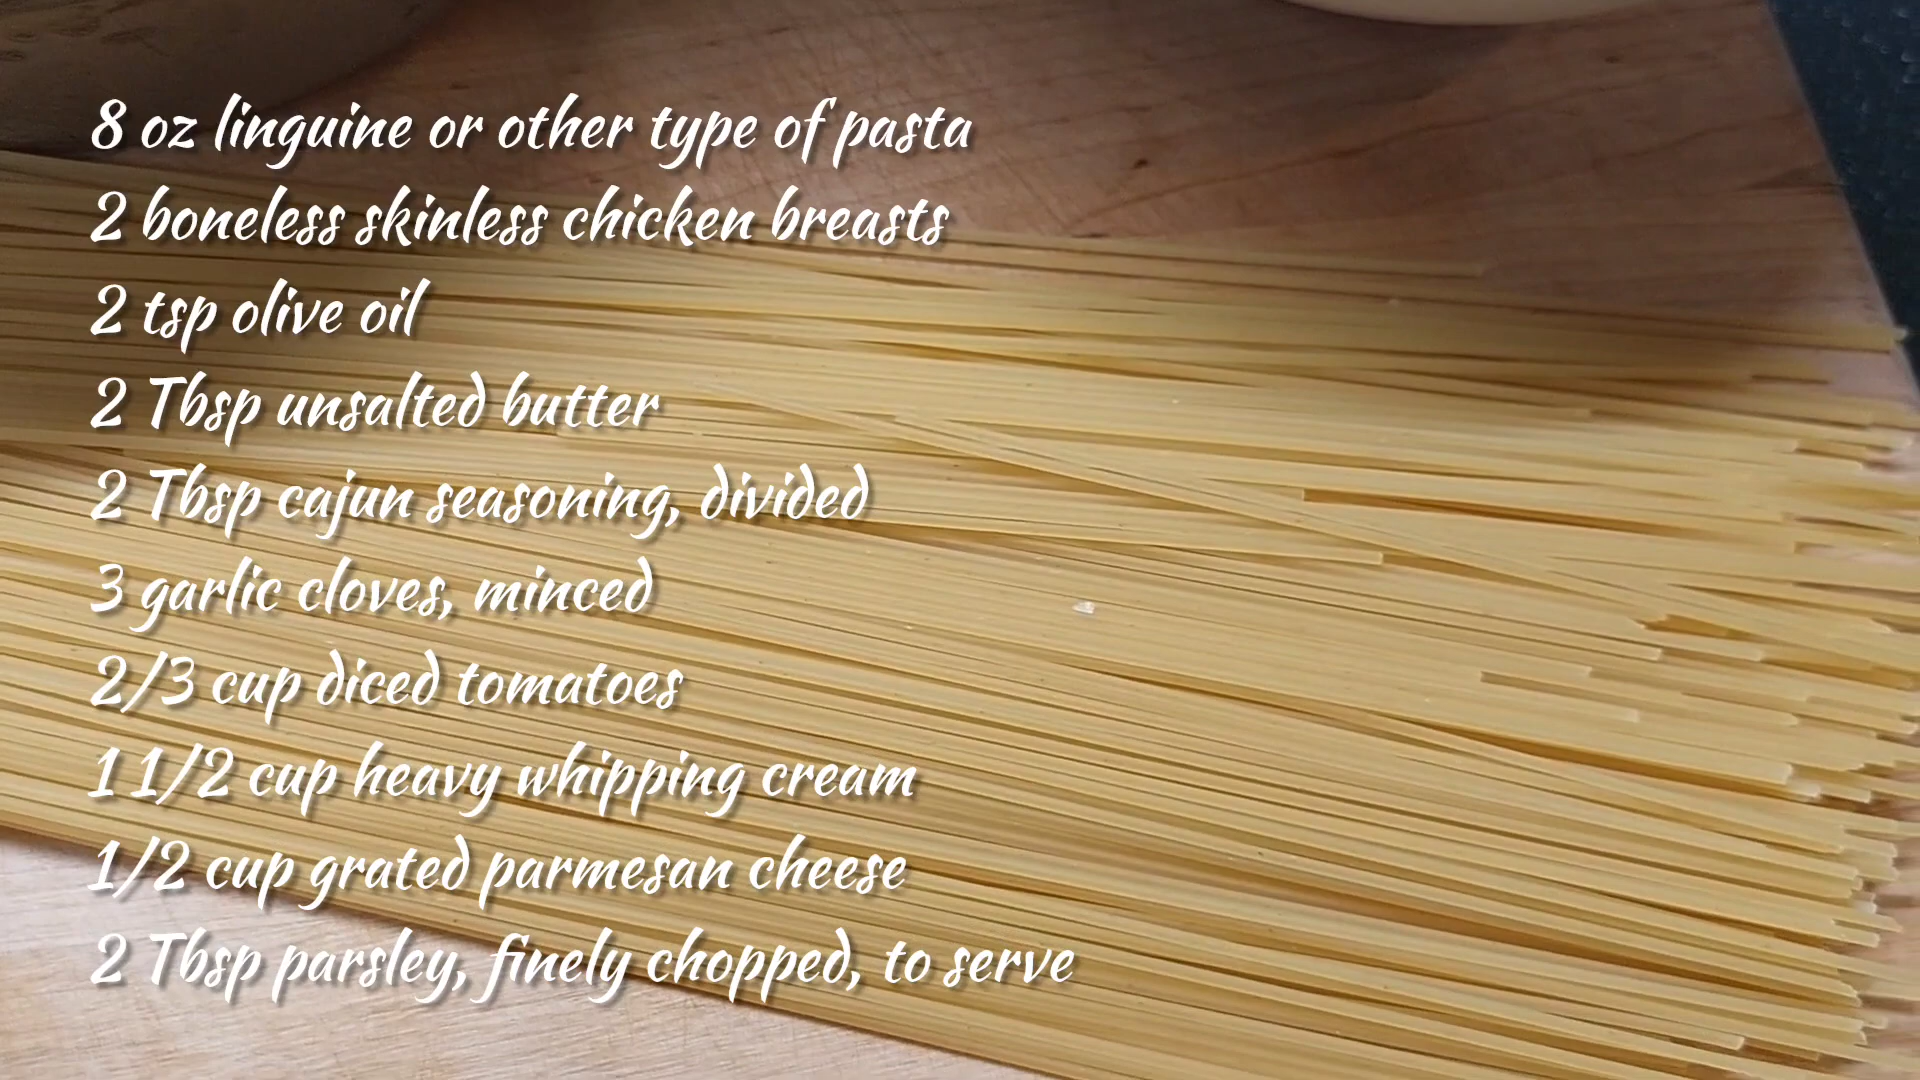 8 oz linguine or other type of pasta
2 boneless skinless chicken breasts
2 tsp olive oil
2 Tbsp unsalted butter
2 Tbsp cajun seasoning, divided
3 garlic cloves, minced
2/3 cup diced tomatoes
1 1/2 cup heavy whipping cream
1/2 cup grated parmesan cheese
2 Tbsp parsley, finely chopped, to serve